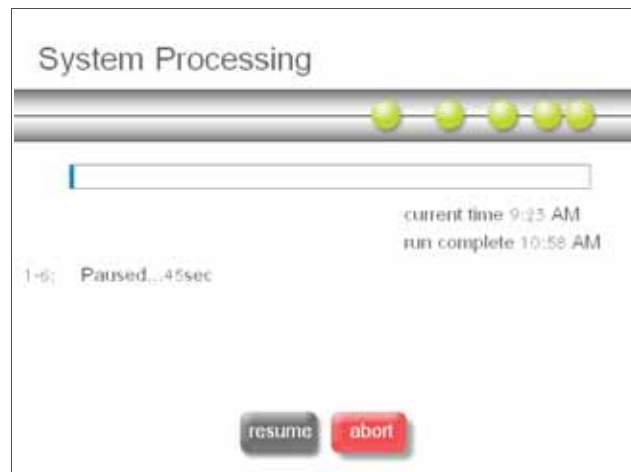 System Processing
current time 9:23 AM
run complete 10:58 AM
1-6: Paused...45sec
resume
abort